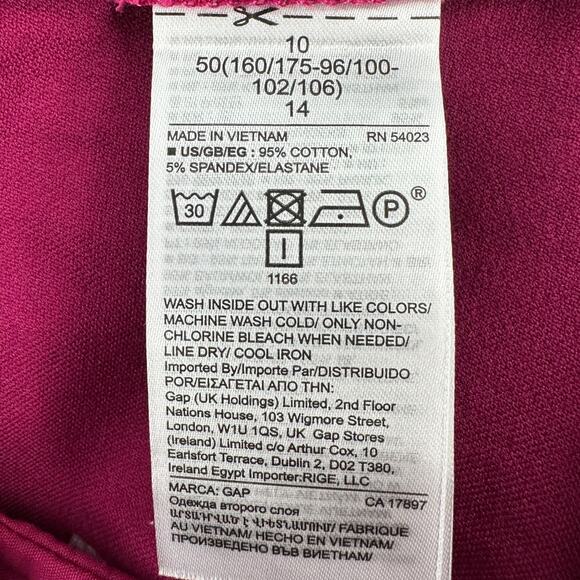 10
50(160/175-96/100-
102/106)
14
MADE IN VIETNAM RN 54023
■ US/GB/EG : 95% COTTON,
5% SPANDEX/ELASTANE
30 P ®
1166
WASH INSIDE OUT WITH LIKE COLORS/
MACHINE WASH COLD/ ONLY NON-
CHLORINE BLEACH WHEN NEEDED/
LINE DRY/ COOL IRON
Imported By/Importe Par/DISTRIBUIDO
POR/ΕΙΣΑΓΕΤΑΙ ΑΠΟ ΤΗΝ:
Gap (UK Holdings) Limited, 2nd Floor
Nations House, 103 Wigmore Street,
London, W1U 1QS, UK Gap Stores
(Ireland) Limited c/o Arthur Cox, 10
Earlsfort Terrace, Dublin 2, D02 T380,
Ireland Egypt Importer:RIGE, LLC
MARCA: GAP CA 17897
Одежда второго слоя
ԱՐՏԱԴՐՎԱԾ Է ՎԻԵՏՆԱՄՈՒՄ/ FABRIQUE
AU VIETNAM/ HECHO EN VIETNAM/
ПРОИЗВЕДЕНО ВЪВ ВИЕТНАМ/